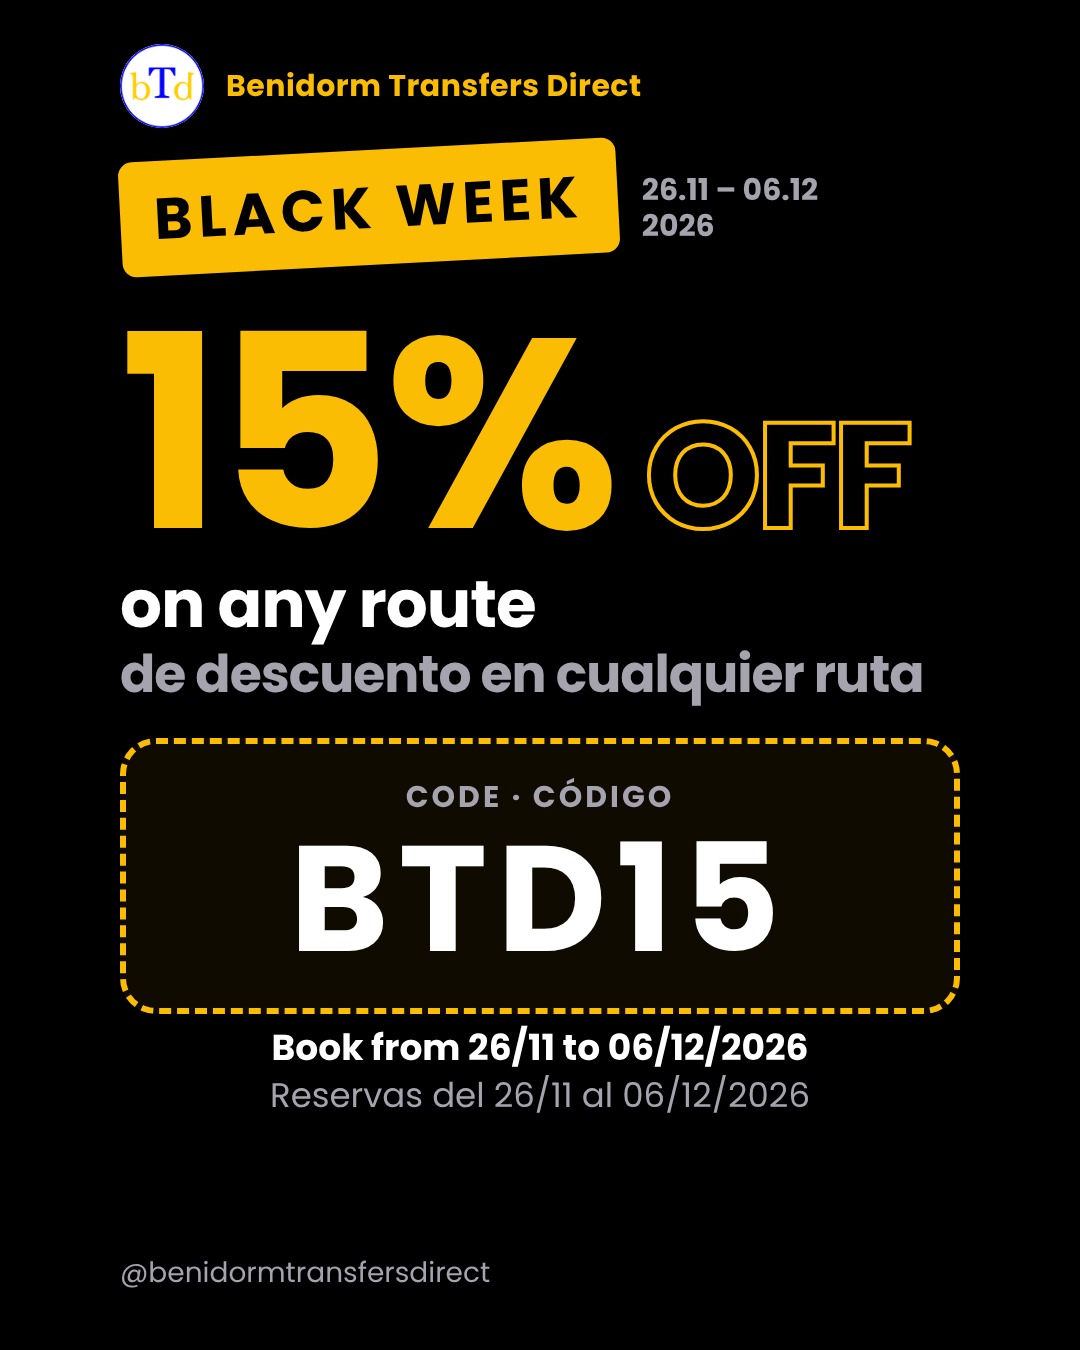 bTd
Benidorm Transfers Direct
BLACK WEEK
26.11 – 06.12
2026
15% OFF
on any route
de descuento en cualquier ruta
CODE · CÓDIGO
BTD15
Book from 26/11 to 06/12/2026
Reservas del 26/11 al 06/12/2026
@benidormtransfersdirect